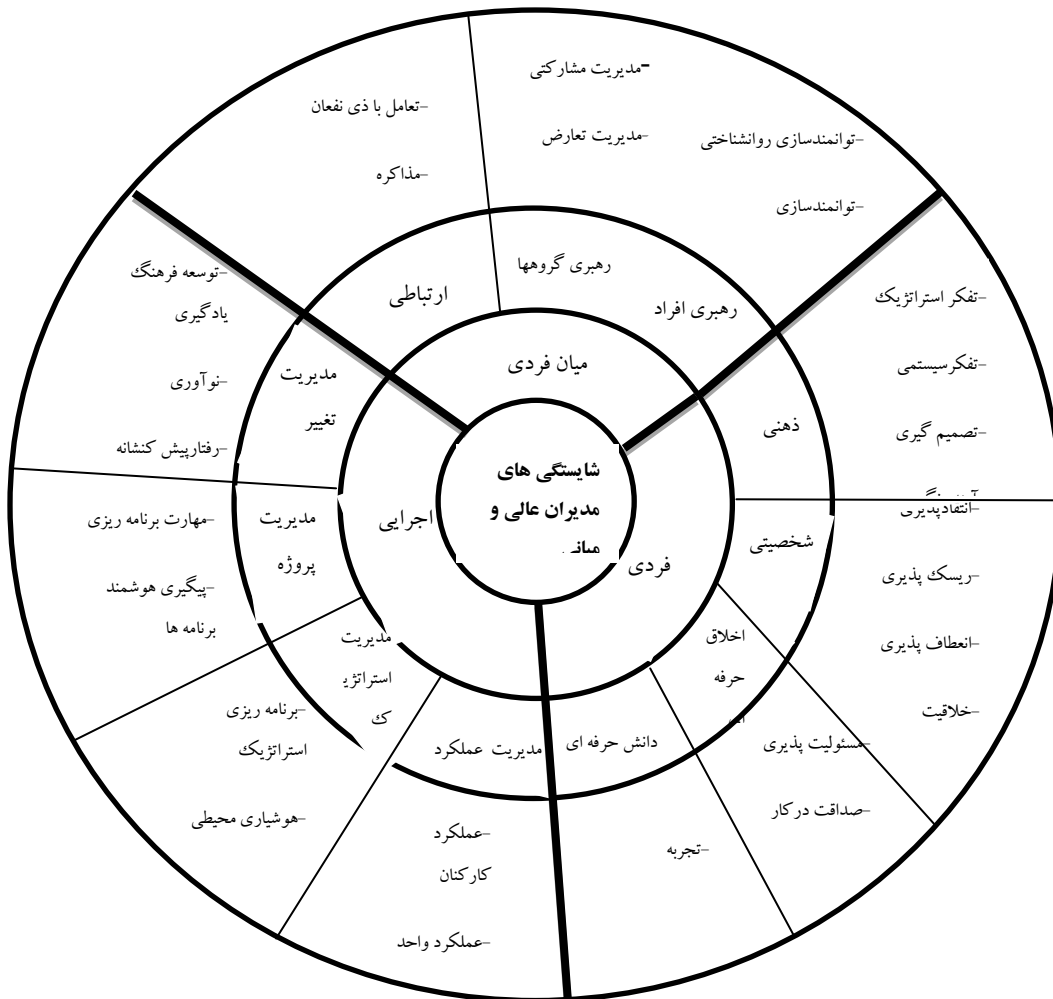 شایستگی های
مدیران عالی و
میان فردی
فردی
اجرایی
رهبری گروهها
رهبری افراد
ارتباطی
ذهنی
شخصیتی
اخلاق
حرفه
دانش حرفه ای
مدیریت عملکرد
مدیریت
استراتژی
ک
مدیریت
پروژه
مدیریت
تغییر
-مدیریت مشارکتی
-مدیریت تعارض
-توانمندسازی روانشناختی
-توانمندسازی
-تفکر استراتژیک
-تفکرسیستمی
-تصمیم گیری
-انتقادپذیری
-ریسک پذیری
-انعطاف پذیری
-خلاقیت
-مسئولیت پذیری
-صداقت درکار
-تجربه
-عملکرد
کارکنان
-عملکرد واحد
-برنامه ریزی
استراتژیک
-هوشیاری محیطی
-مهارت برنامه ریزی
-پیگیری هوشمند
برنامه ها
-توسعه فرهنگ
یادگیری
-نوآوری
-رفتارپیش کنشانه
-تعامل با ذی نفعان
-مذاکره